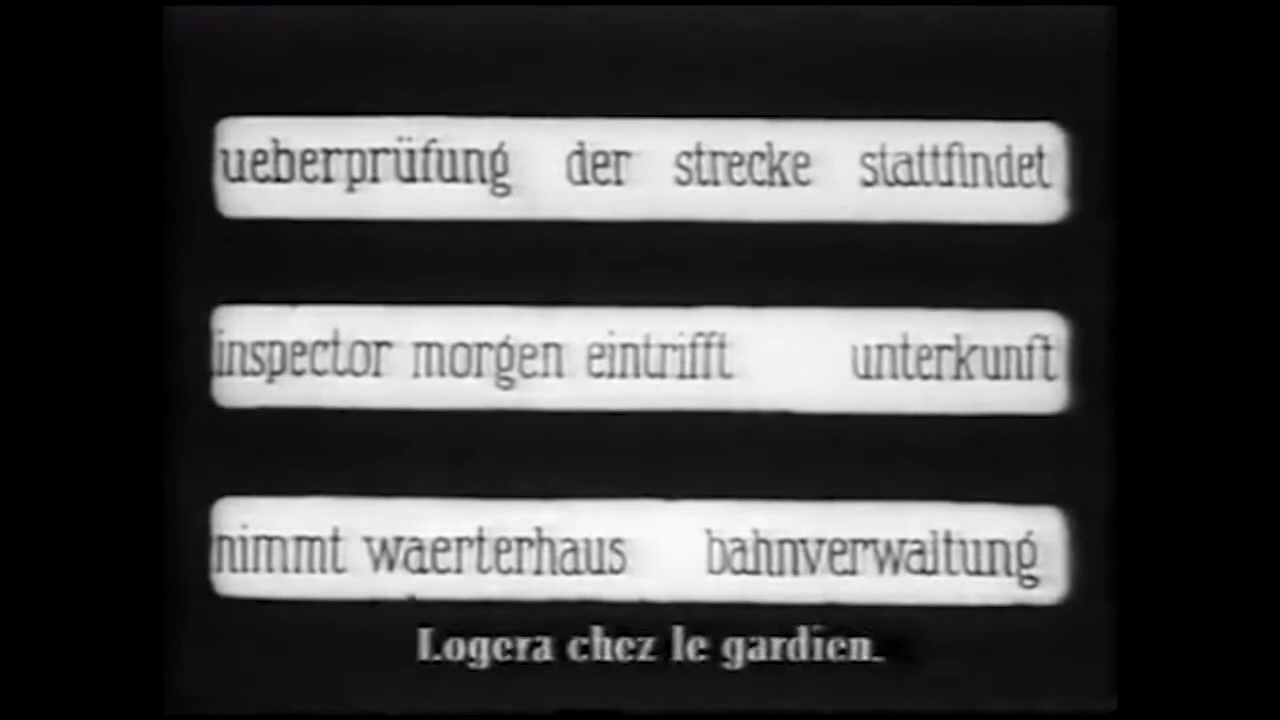 ueberprüfung der strecke stattfindet
inspector morgen eintrifft unterkunft
nimmt waerterhaus bahnverwaltung
Logera chez le gardien.